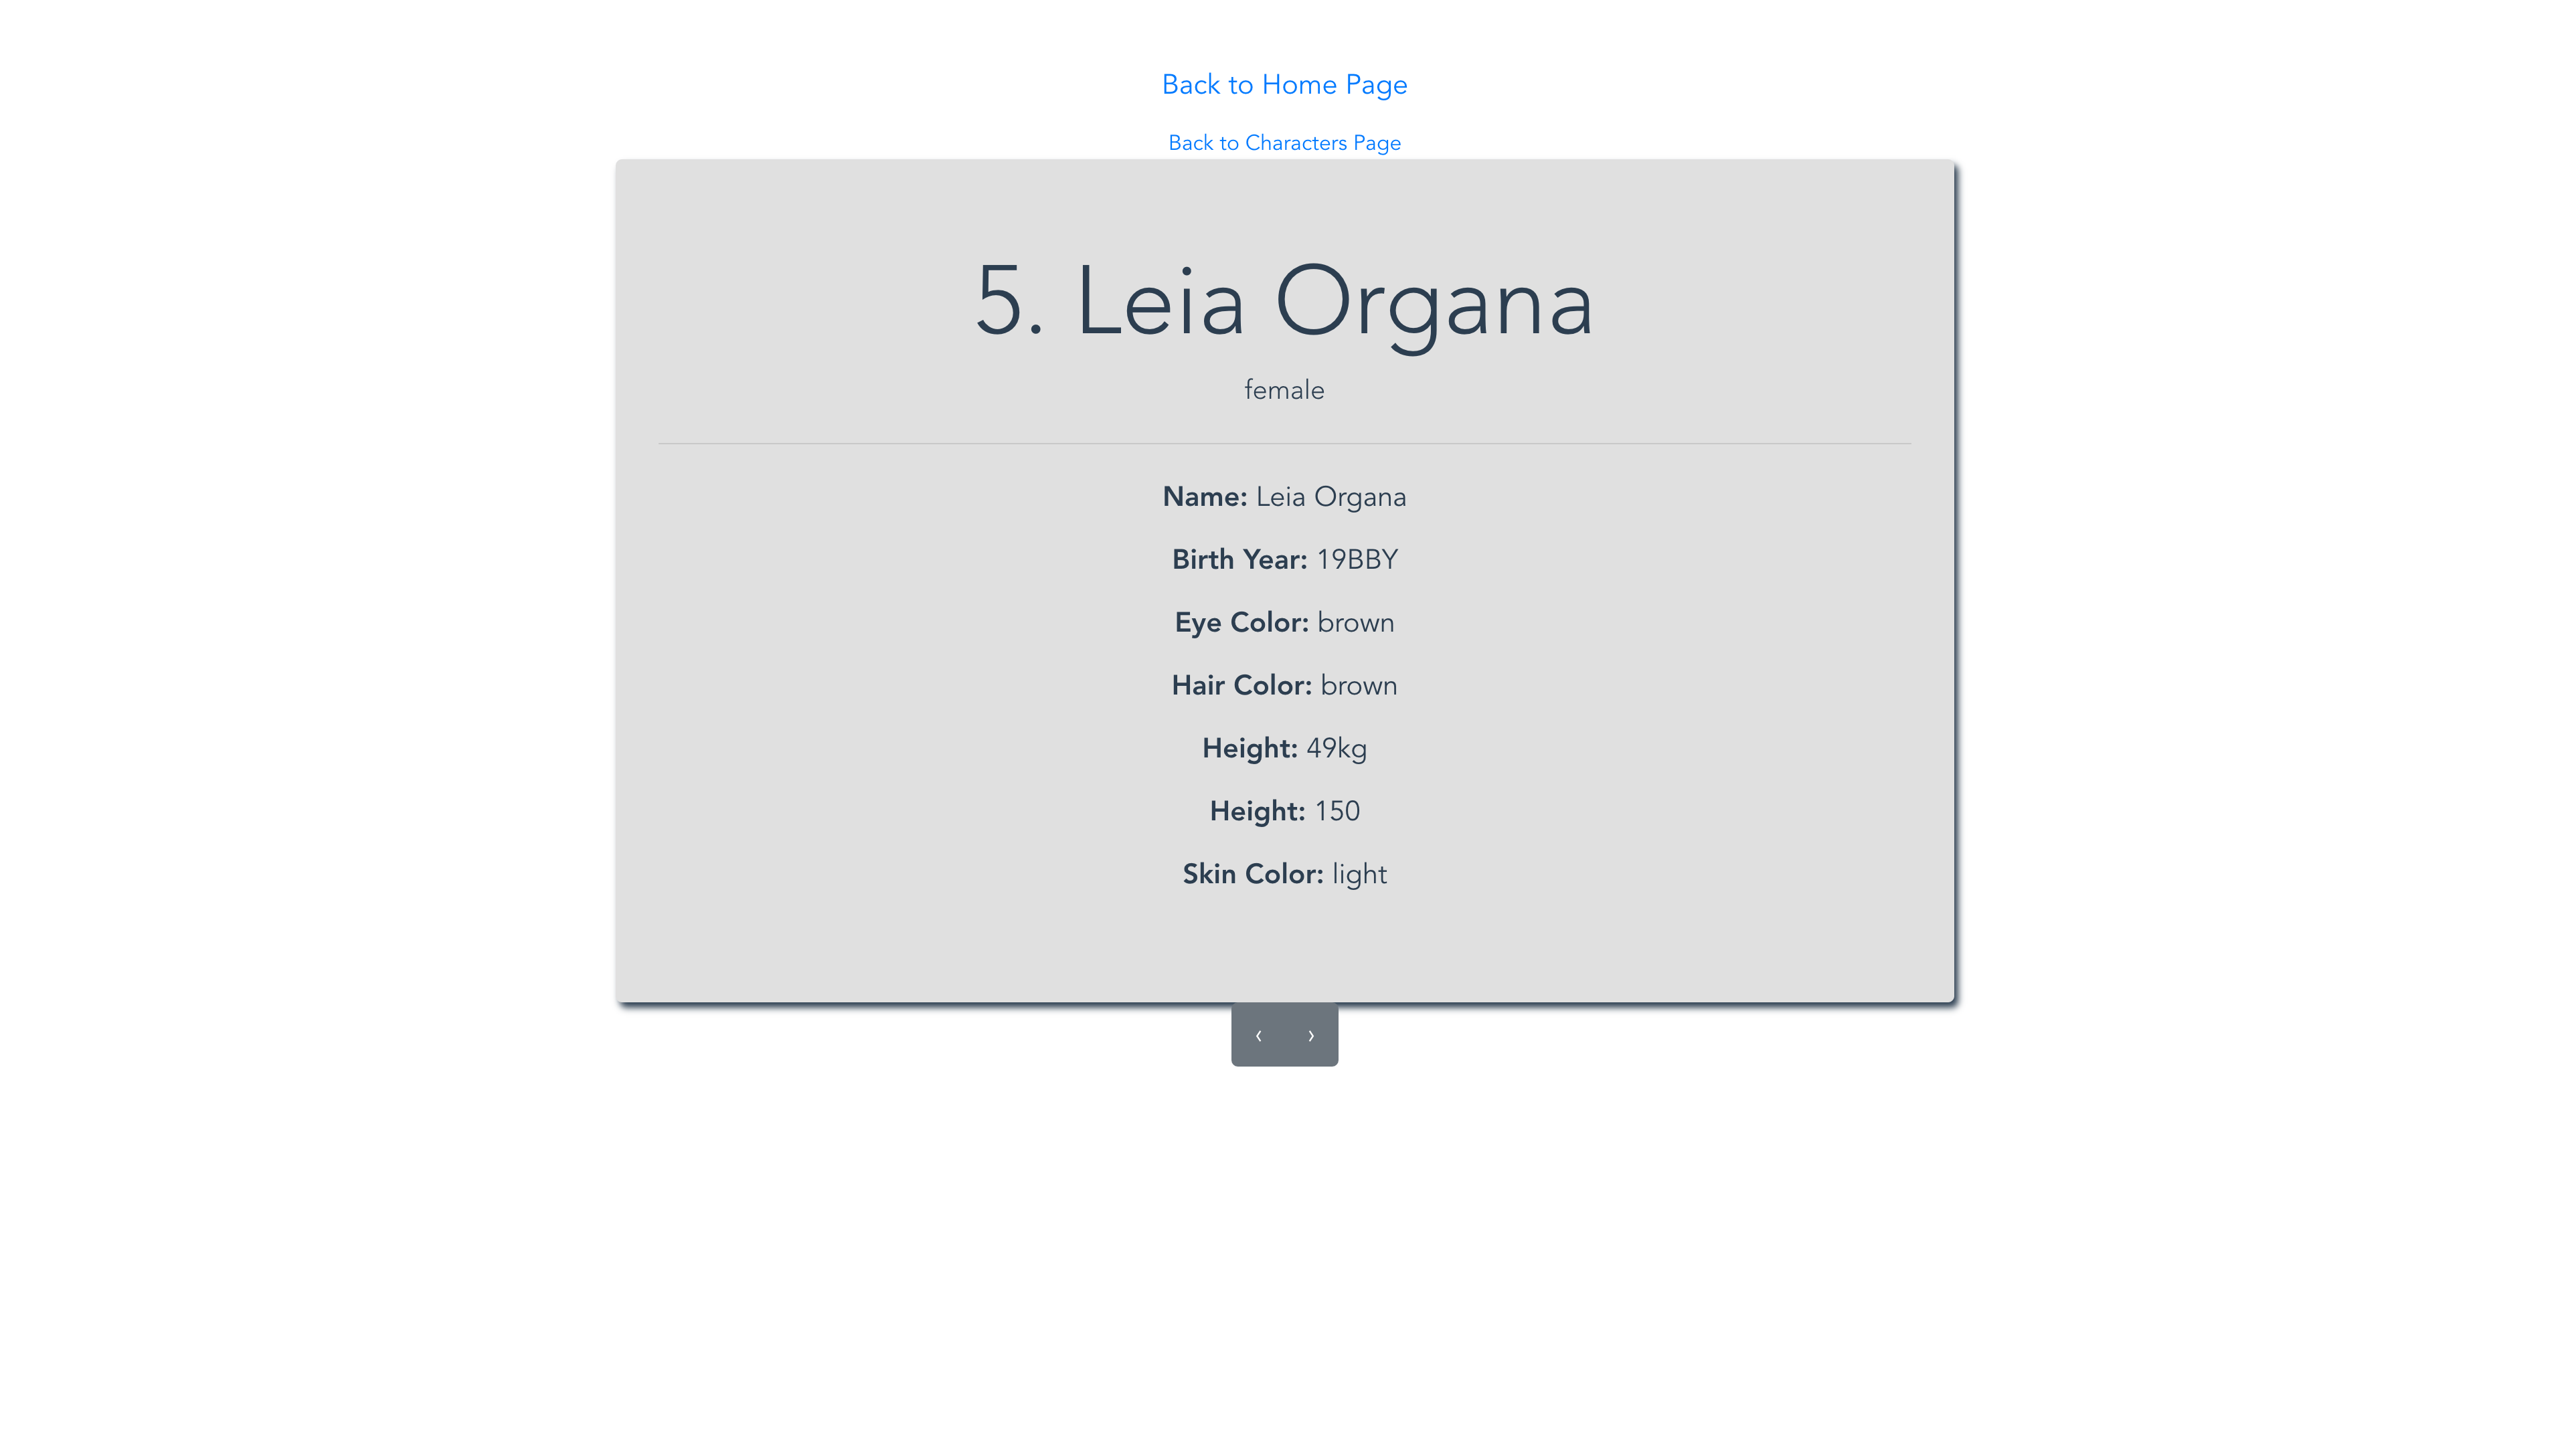 Back to Home Page
Back to Characters Page
5. Leia Organa
female
Name: Leia Organa
Birth Year: 19BBY
Eye Color: brown
Hair Color: brown
Height: 49kg
Height: 150
Skin Color: light
‹ ›